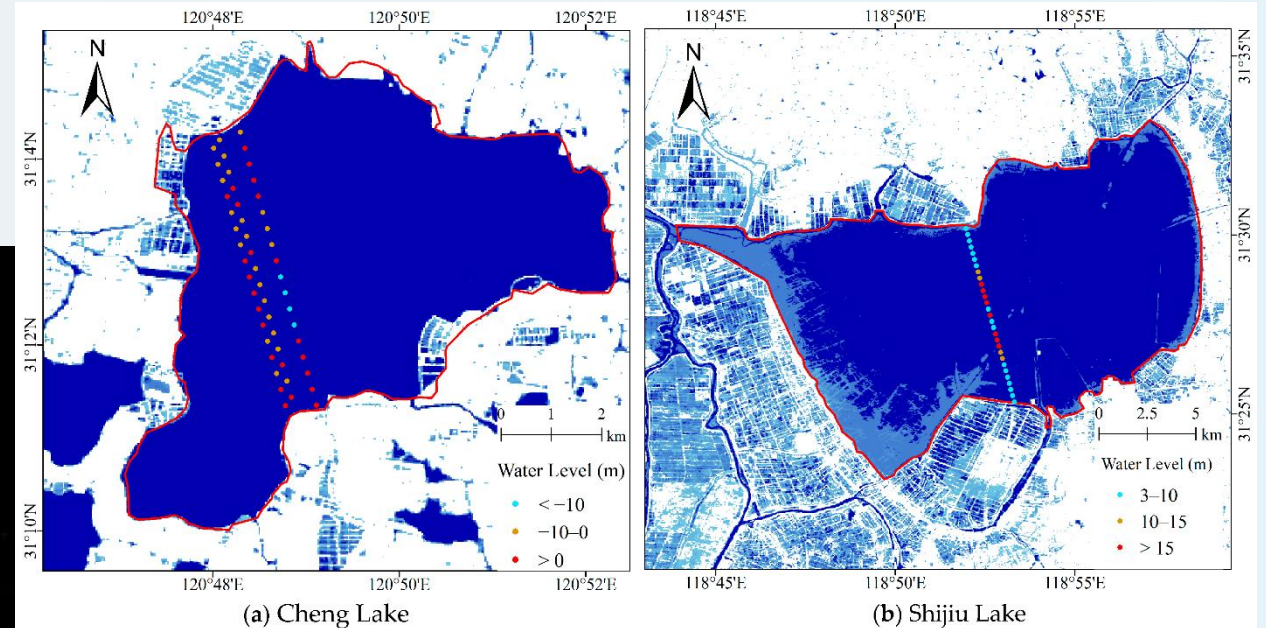 120°48'E 120°50'E 120°52'E
118°45'E 118°50'E 118°55'E
N
N
31°14'N
31°12'N
31°10'N
31°35'N
31°30'N
31°25'N
0 1 2
km
Water Level (m)
< −10
−10–0
> 0
0 2.5 5
km
Water Level (m)
3–10
10–15
> 15
120°48'E 120°50'E 120°52'E
118°45'E 118°50'E 118°55'E
(a) Cheng Lake
(b) Shijiu Lake